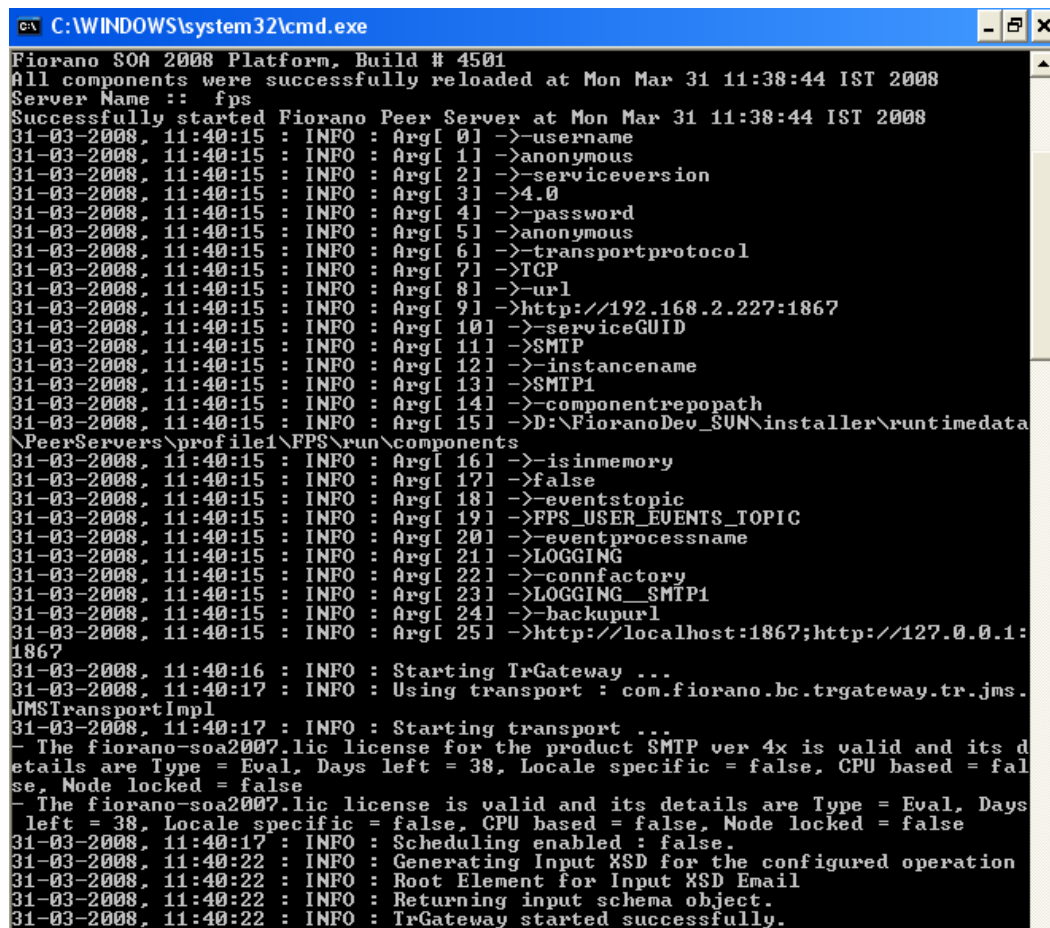 C:\WINDOWS\system32\cmd.exe
Fiorano SOA 2008 Platform, Build # 4501
All components were successfully reloaded at Mon Mar 31 11:38:44 IST 2008
Server Name ::  fps
Successfully started Fiorano Peer Server at Mon Mar 31 11:38:44 IST 2008
31-03-2008, 11:40:15 : INFO : Arg[ 0] ->-username
31-03-2008, 11:40:15 : INFO : Arg[ 1] ->anonymous
31-03-2008, 11:40:15 : INFO : Arg[ 2] ->-serviceversion
31-03-2008, 11:40:15 : INFO : Arg[ 3] ->4.0
31-03-2008, 11:40:15 : INFO : Arg[ 4] ->-password
31-03-2008, 11:40:15 : INFO : Arg[ 5] ->anonymous
31-03-2008, 11:40:15 : INFO : Arg[ 6] ->-transportprotocol
31-03-2008, 11:40:15 : INFO : Arg[ 7] ->TCP
31-03-2008, 11:40:15 : INFO : Arg[ 8] ->-url
31-03-2008, 11:40:15 : INFO : Arg[ 9] ->http://192.168.2.227:1867
31-03-2008, 11:40:15 : INFO : Arg[ 10] ->-serviceGUID
31-03-2008, 11:40:15 : INFO : Arg[ 11] ->SMTP
31-03-2008, 11:40:15 : INFO : Arg[ 12] ->-instancename
31-03-2008, 11:40:15 : INFO : Arg[ 13] ->SMTP1
31-03-2008, 11:40:15 : INFO : Arg[ 14] ->-componentrepopath
31-03-2008, 11:40:15 : INFO : Arg[ 15] ->D:\FioranoDev_SVN\installer\runtimedata
\PeerServers\profile1\FPS\run\components
31-03-2008, 11:40:15 : INFO : Arg[ 16] ->-isinmemory
31-03-2008, 11:40:15 : INFO : Arg[ 17] ->false
31-03-2008, 11:40:15 : INFO : Arg[ 18] ->-eventstopic
31-03-2008, 11:40:15 : INFO : Arg[ 19] ->FPS_USER_EVENTS_TOPIC
31-03-2008, 11:40:15 : INFO : Arg[ 20] ->-eventprocessname
31-03-2008, 11:40:15 : INFO : Arg[ 21] ->LOGGING
31-03-2008, 11:40:15 : INFO : Arg[ 22] ->-connfactory
31-03-2008, 11:40:15 : INFO : Arg[ 23] ->LOGGING__SMTP1
31-03-2008, 11:40:15 : INFO : Arg[ 24] ->-backupurl
31-03-2008, 11:40:15 : INFO : Arg[ 25] ->http://localhost:1867;http://127.0.0.1:
1867
31-03-2008, 11:40:16 : INFO : Starting TrGateway ...
31-03-2008, 11:40:17 : INFO : Using transport : com.fiorano.bc.trgateway.tr.jms.
JMSTransportImpl
31-03-2008, 11:40:17 : INFO : Starting transport ...
- The fiorano-soa2007.lic license for the product SMTP ver 4x is valid and its d
etails are Type = Eval, Days left = 38, Locale specific = false, CPU based = fal
se, Node locked = false
- The fiorano-soa2007.lic license is valid and its details are Type = Eval, Days
 left = 38, Locale specific = false, CPU based = false, Node locked = false
31-03-2008, 11:40:17 : INFO : Scheduling enabled : false.
31-03-2008, 11:40:22 : INFO : Generating Input XSD for the configured operation
31-03-2008, 11:40:22 : INFO : Root Element for Input XSD Email
31-03-2008, 11:40:22 : INFO : Returning input schema object.
31-03-2008, 11:40:22 : INFO : TrGateway started successfully.